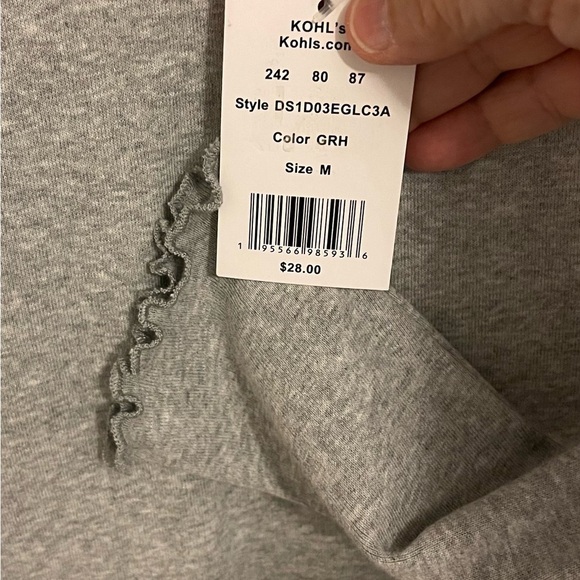 KOHL's
Kohls.com
242 80 87
Style DS1D03EGLC3A
Color GRH
Size M
1 95566 98593 6
$28.00